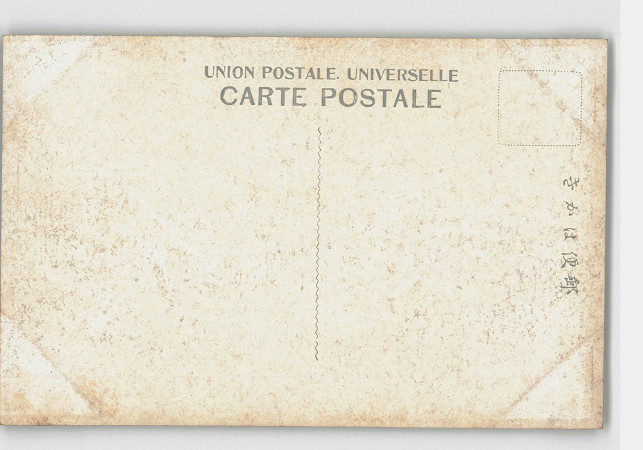 UNION POSTALE. UNIVERSELLE
CARTE POSTALE
きかは便郵